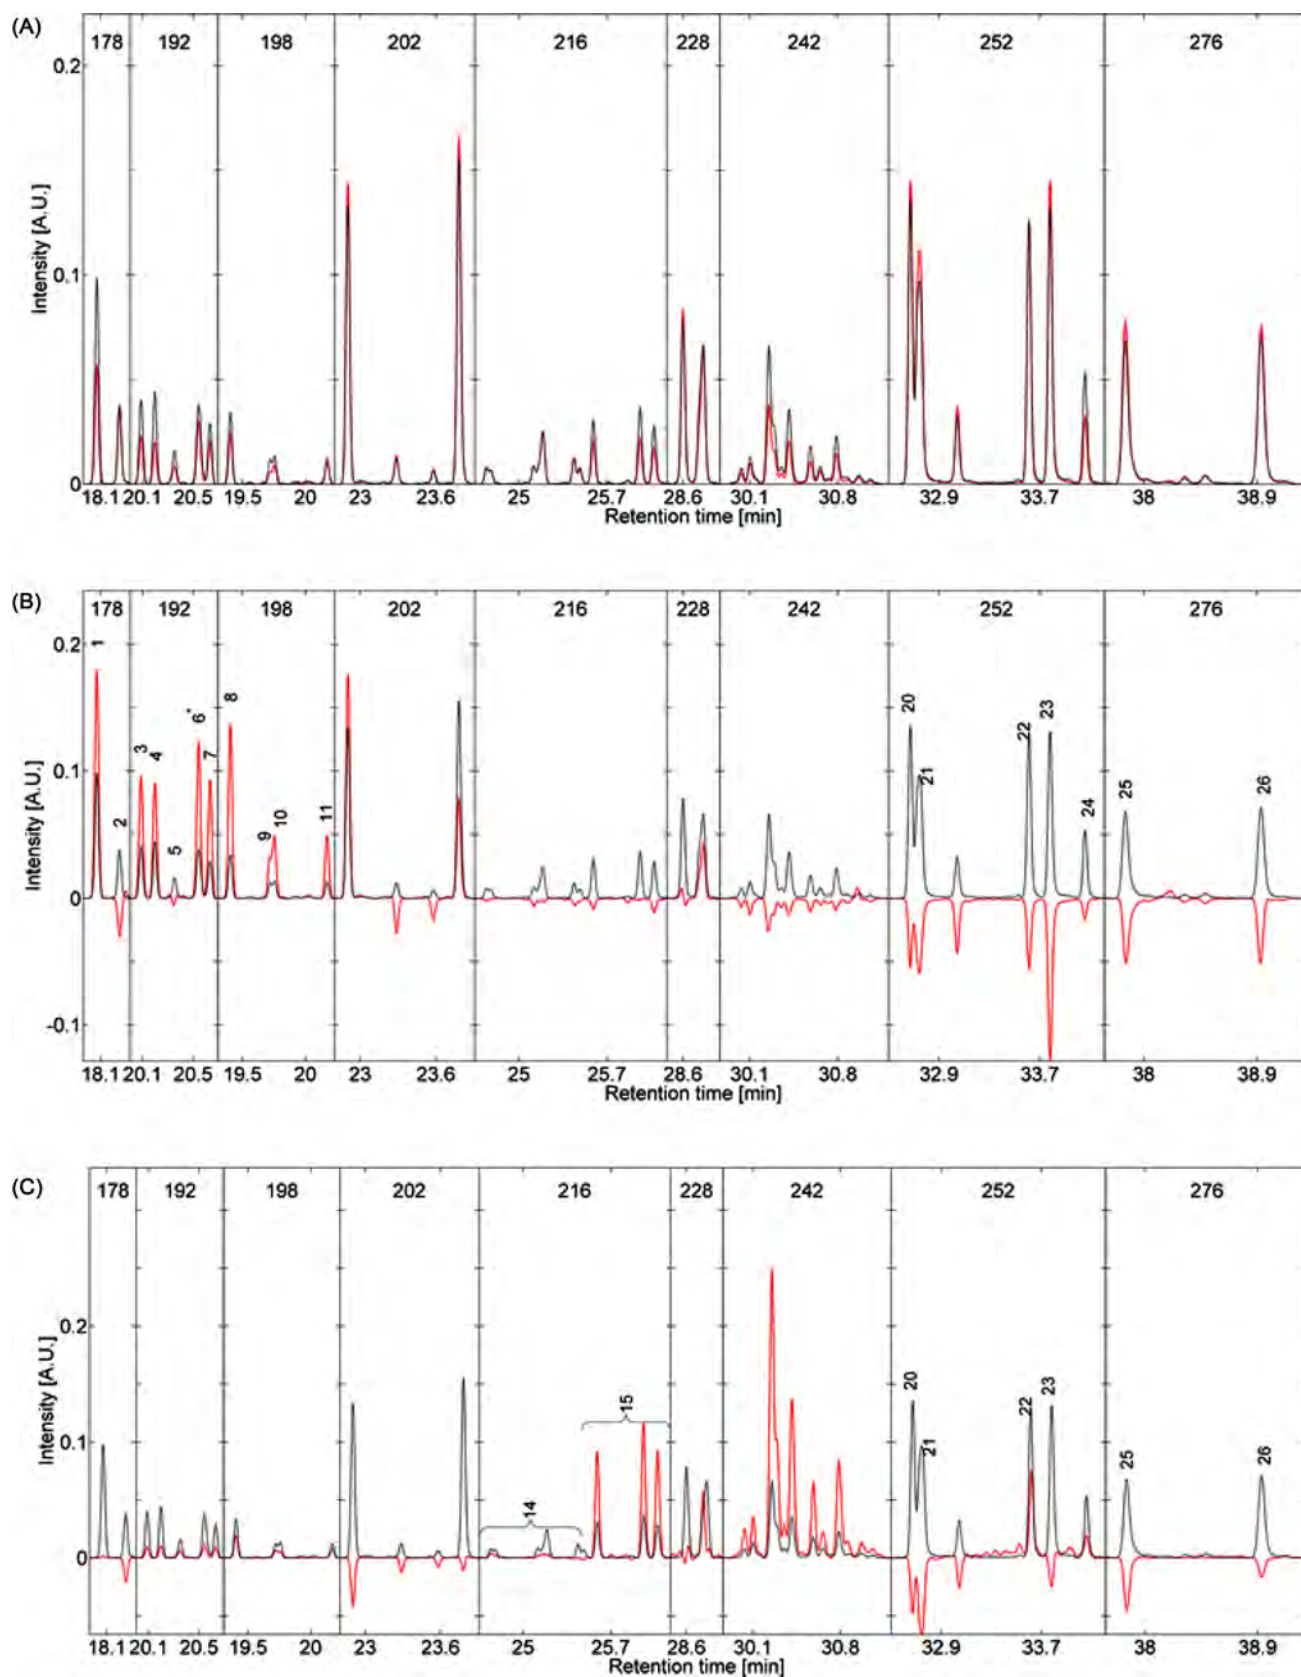 (A)
178 192 198 202 216 228 242 252 276
0.2
0.1
0
Intensity [A.U.]
18.1 20.1 20.5 19.5 20 23 23.6 25 25.7 28.6 30.1 30.8 32.9 33.7 38 38.9
Retention time [min]
(B)
178 192 198 202 216 228 242 252 276
0.2
0.1
0
-0.1
Intensity [A.U.]
1 2 3 4 5 6* 7 8 9 10 11 20 21 22 23 24 25 26
18.1 20.1 20.5 19.5 20 23 23.6 25 25.7 28.6 30.1 30.8 32.9 33.7 38 38.9
Retention time [min]
(C)
178 192 198 202 216 228 242 252 276
0.2
0.1
0
Intensity [A.U.]
14 15 20 21 22 23 25 26
18.1 20.1 20.5 19.5 20 23 23.6 25 25.7 28.6 30.1 30.8 32.9 33.7 38 38.9
Retention time [min]